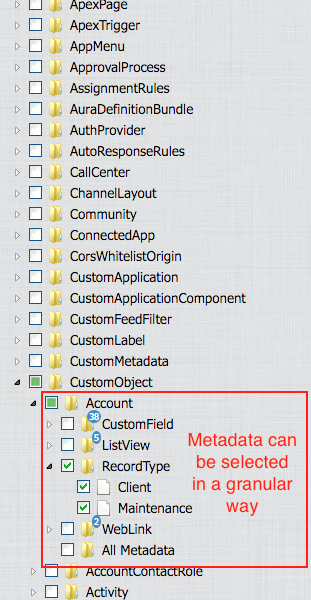 ApexPage
ApexTrigger
AppMenu
ApprovalProcess
AssignmentRules
AuraDefinitionBundle
AuthProvider
AutoResponseRules
CallCenter
ChannelLayout
Community
ConnectedApp
CorsWhitelistOrigin
CustomApplication
CustomApplicationComponent
CustomFeedFilter
CustomLabel
CustomMetadata
CustomObject
Account
38
CustomField
5
ListView
RecordType
Client
Maintenance
2
WebLink
All Metadata
Metadata can
be selected
in a granular
way
AccountContactRole
Activity